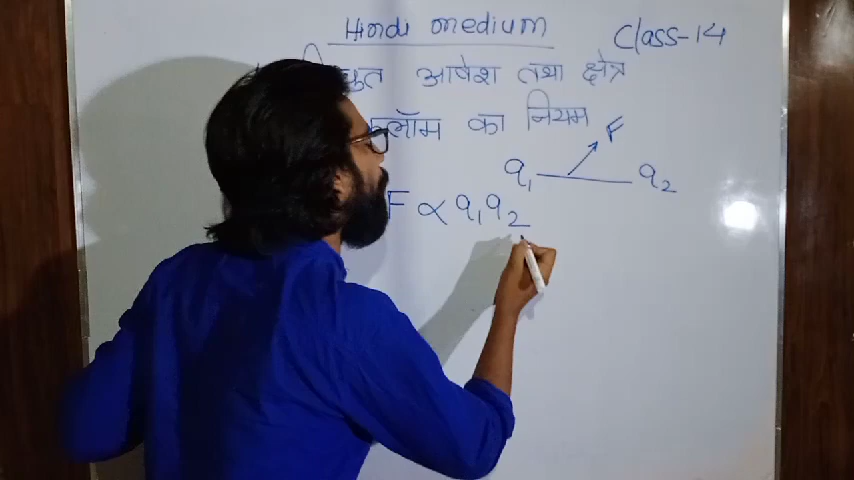 Hindi medium
Class-14
आवेश तथा क्षेत्र
का नियम
F
q₁ q₂
F ∝ q₁q₂